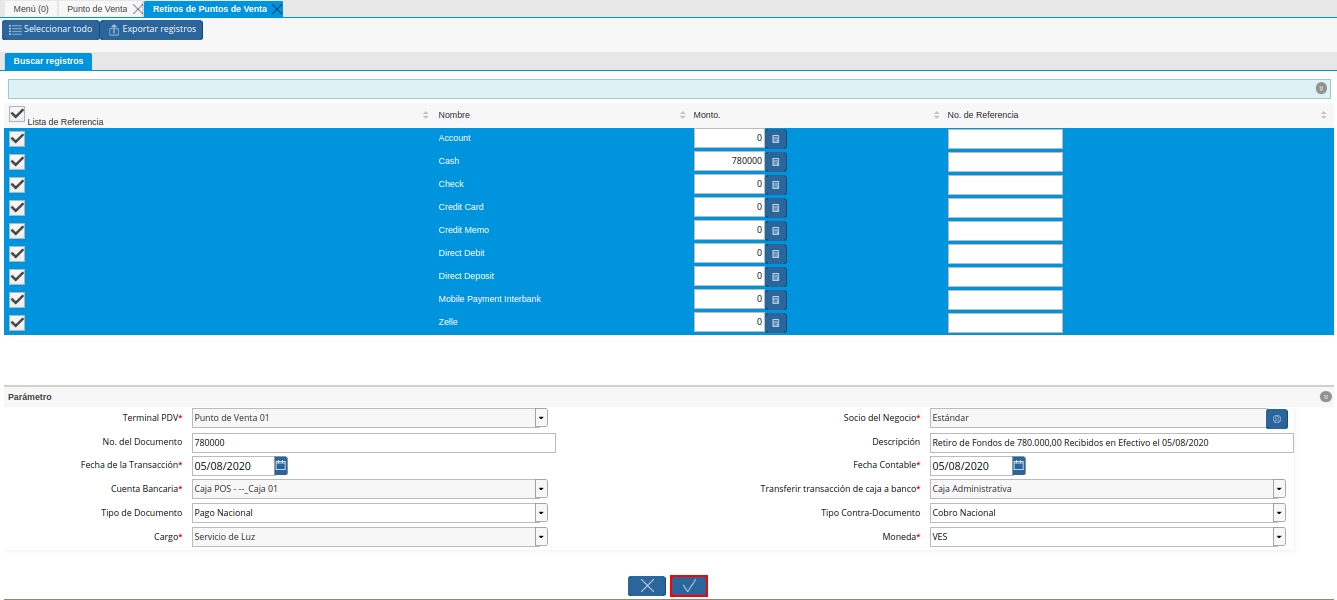 Menú (0) Punto de Venta Retiros de Puntos de Venta
Seleccionar todo Exportar registros
Buscar registros
Lista de Referencia Nombre Monto. No. de Referencia
Account 0
Cash 780000
Check 0
Credit Card 0
Credit Memo 0
Direct Debit 0
Direct Deposit 0
Mobile Payment Interbank 0
Zelle 0
Parámetro
Terminal PDV* Punto de Venta 01 Socio del Negocio* Estándar
No. del Documento 780000 Descripción Retiro de Fondos de 780.000,00 Recibidos en Efectivo el 05/08/2020
Fecha de la Transacción* 05/08/2020 Fecha Contable* 05/08/2020
Cuenta Bancaria* Caja POS - --_Caja 01 Transferir transacción de caja a banco* Caja Administrativa
Tipo de Documento Pago Nacional Tipo Contra-Documento Cobro Nacional
Cargo* Servicio de Luz Moneda* VES